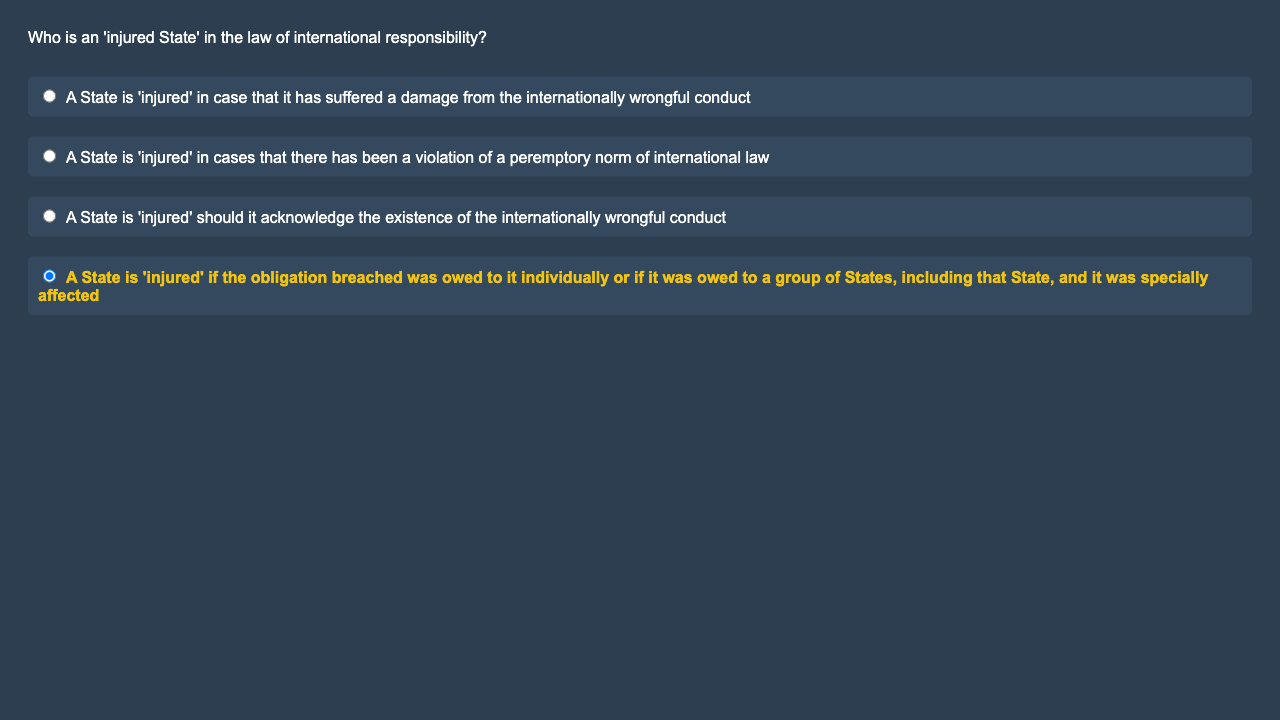 Who is an 'injured State' in the law of international responsibility?
A State is 'injured' in case that it has suffered a damage from the internationally wrongful conduct
A State is 'injured' in cases that there has been a violation of a peremptory norm of international law
A State is 'injured' should it acknowledge the existence of the internationally wrongful conduct
A State is 'injured' if the obligation breached was owed to it individually or if it was owed to a group of States, including that State, and it was specially
affected